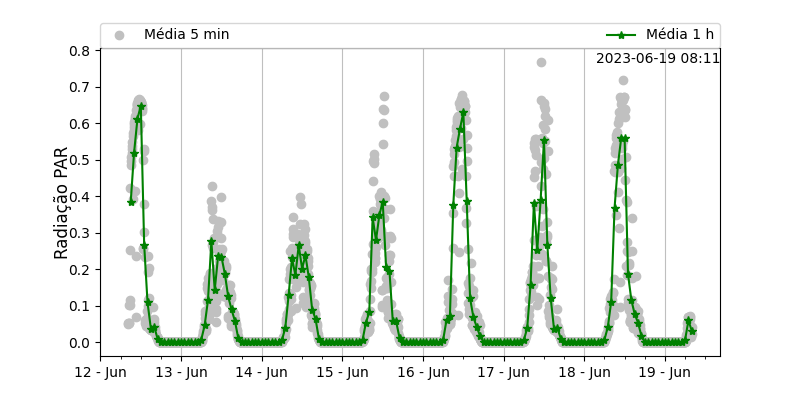 Média 5 min
Média 1 h
2023-06-19 08:11
Radiação PAR
0.8
0.7
0.6
0.5
0.4
0.3
0.2
0.1
0.0
12 - Jun
13 - Jun
14 - Jun
15 - Jun
16 - Jun
17 - Jun
18 - Jun
19 - Jun